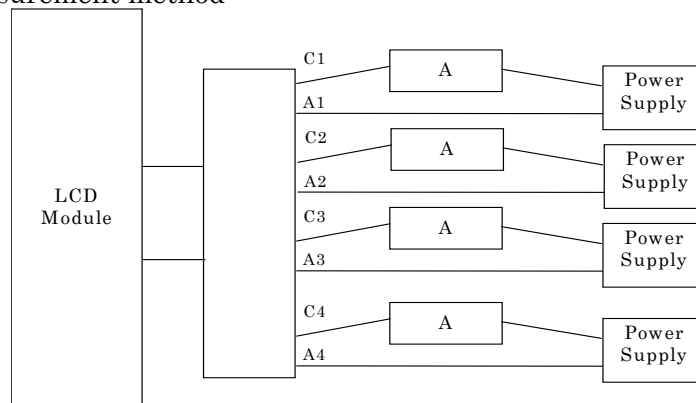 surement method
C1
A
Power
Supply
A1
C2
A
Power
Supply
A2
LCD
Module
C3
A
Power
Supply
A3
C4
A
Power
Supply
A4